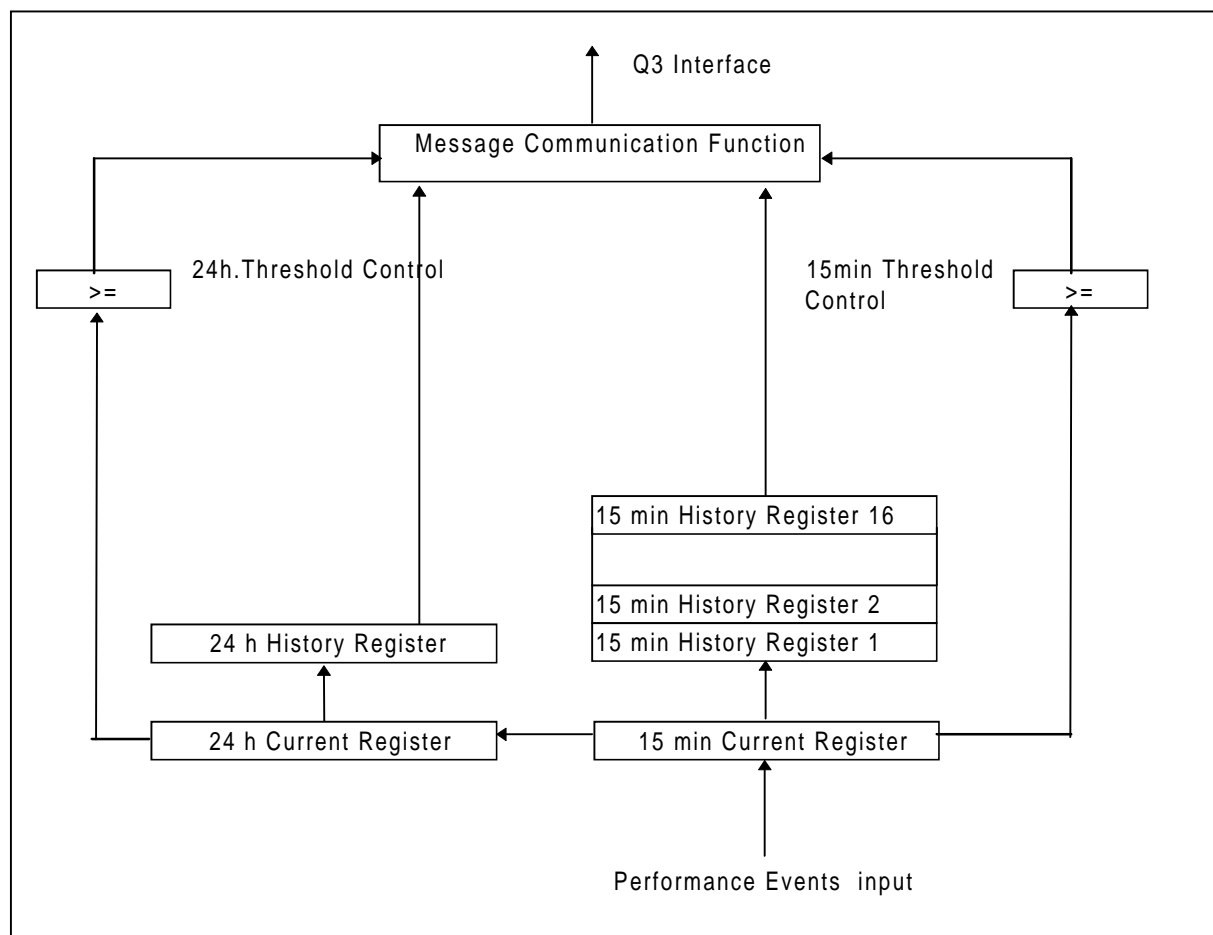 Q3 Interface
Message Communication Function
24h.Threshold Control
15min Threshold
Control
>=
>=
15 min History Register 16
15 min History Register 2
24 h History Register
15 min History Register 1
24 h Current Register
15 min Current Register
Performance Events input